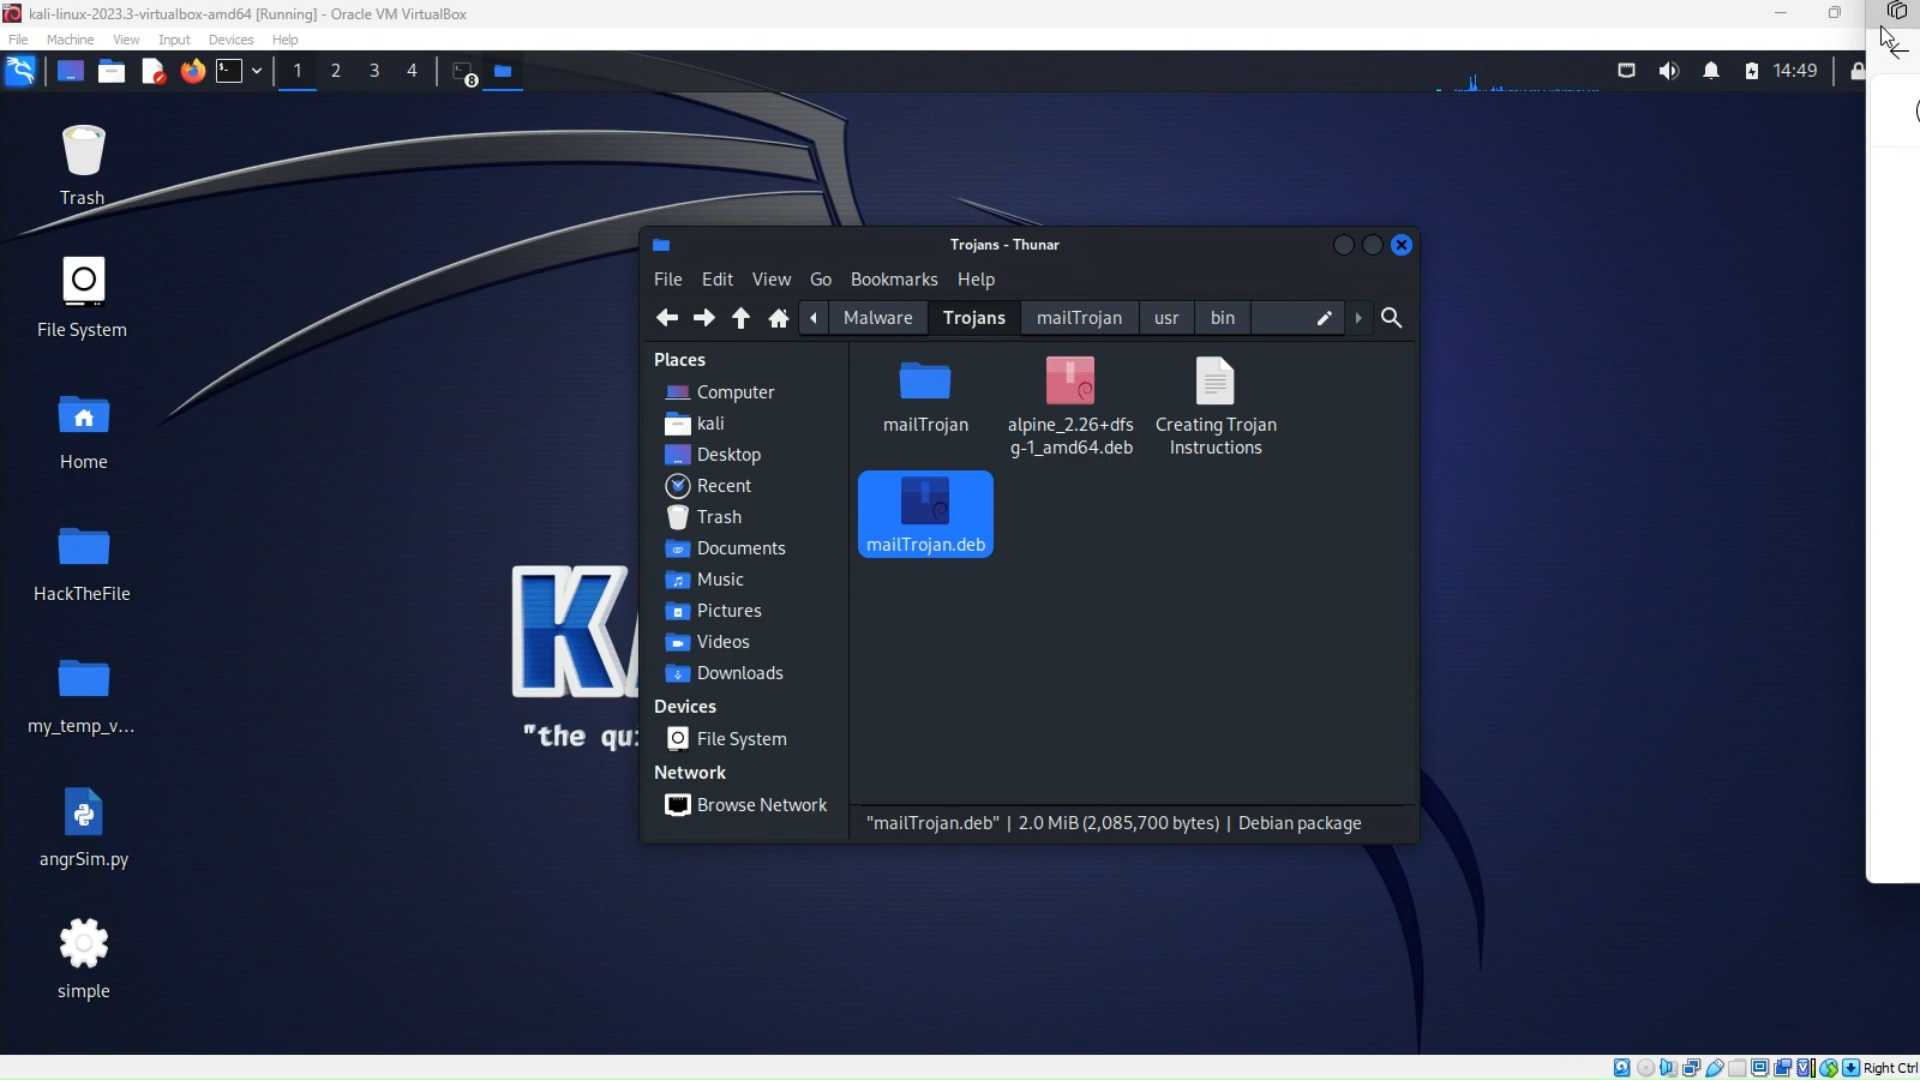 kali-linux-2023.3-virtualbox-amd64 [Running] - Oracle VM VirtualBox
File Machine View Input Devices Help
1 2 3 4 8 14:49
Trash
File System
Home
HackTheFile
my_temp_v...
angrSim.py
simple
"the qui
Trojans - Thunar
File Edit View Go Bookmarks Help
Malware Trojans mailTrojan usr bin
Places
Computer
kali
Desktop
Recent
Trash
Documents
Music
Pictures
Videos
Downloads
Devices
File System
Network
Browse Network
mailTrojan
alpine_2.26+dfs
g-1_amd64.deb
Creating Trojan
Instructions
mailTrojan.deb
"mailTrojan.deb" | 2.0 MiB (2,085,700 bytes) | Debian package
Right Ctrl